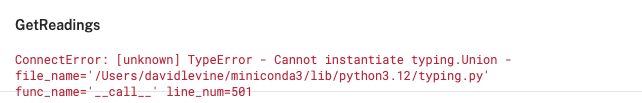 GetReadings
ConnectError: [unknown] TypeError - Cannot instantiate typing.Union -
file_name='/Users/davidlevine/miniconda3/lib/python3.12/typing.py'
func_name='__call__' line_num=501